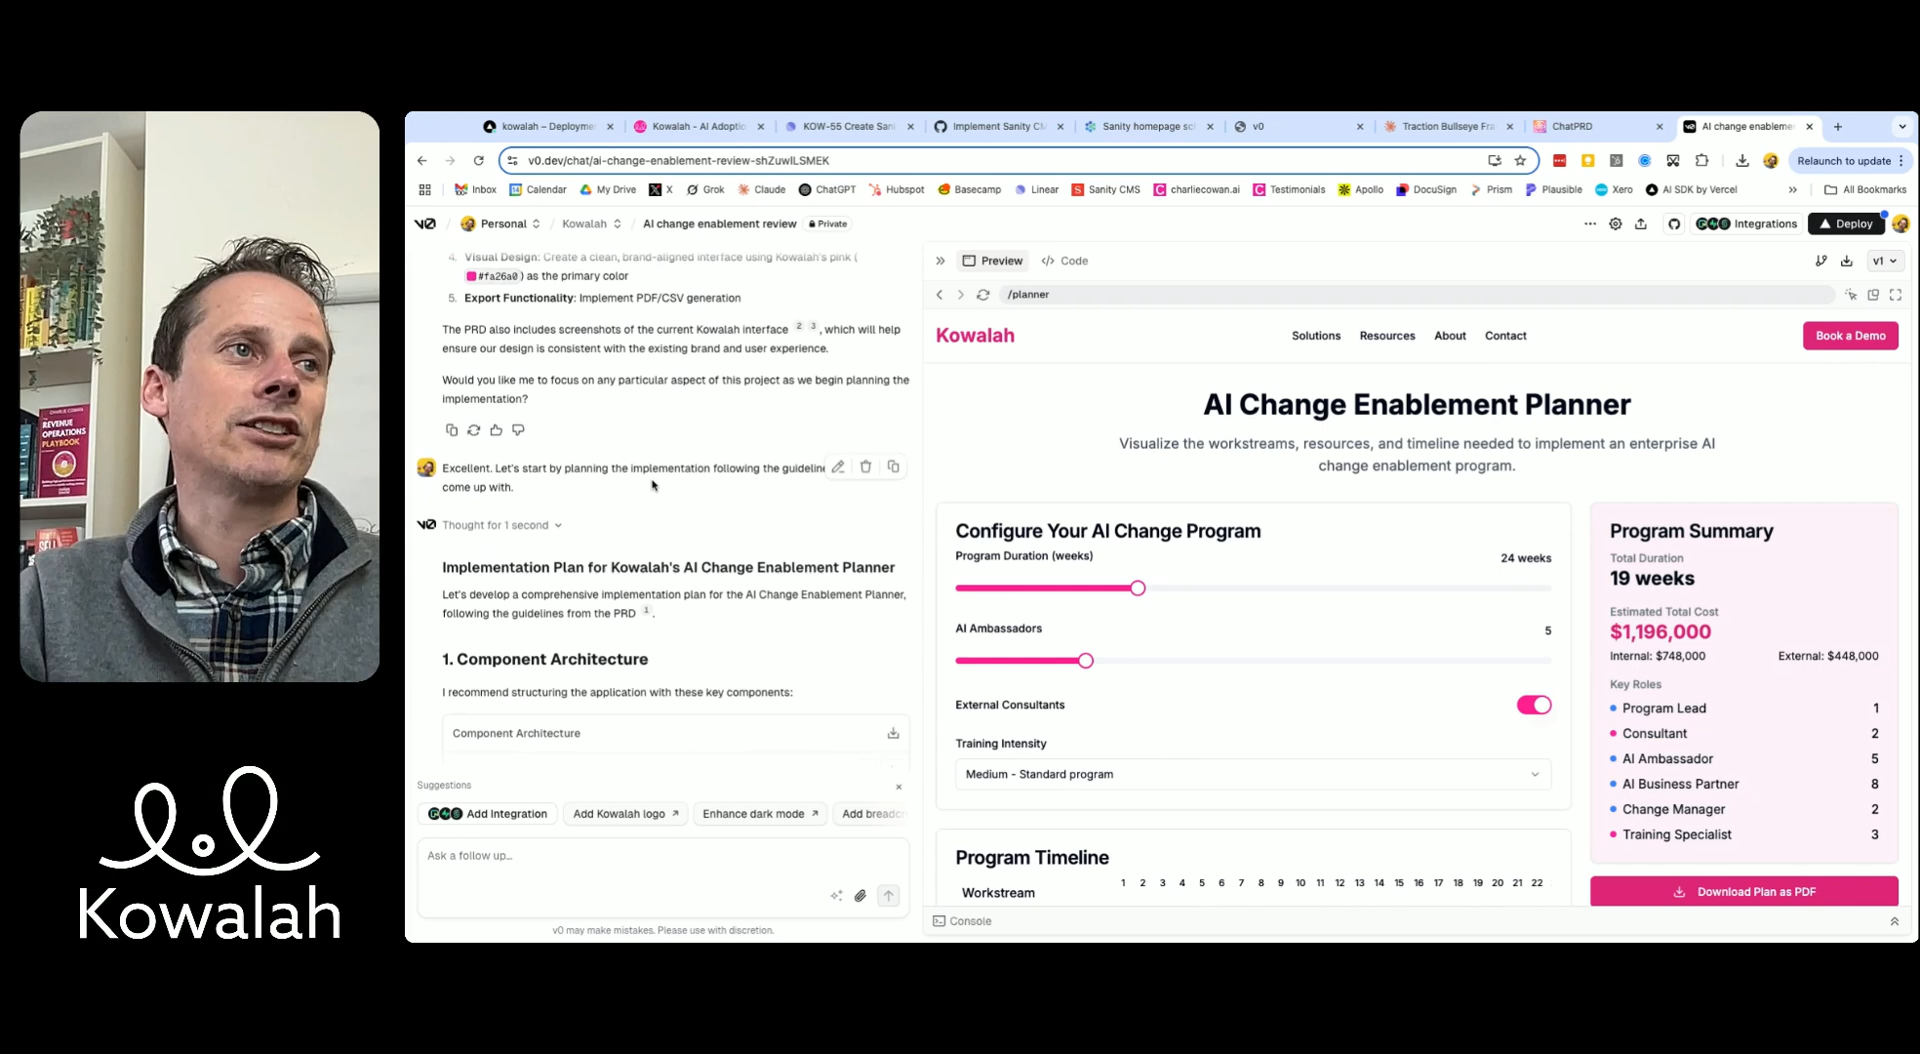 kowalah – Deployme
Kowalah - AI Adoptio
KOW-55 Create San
Implement Sanity CM
Sanity homepage sc
v0
Traction Bullseye Fra
ChatPRD
AI change enableme
v0.dev/chat/ai-change-enablement-review-shZuwlLSMEK
Relaunch to update
Inbox
Calendar
My Drive
X
Grok
Claude
ChatGPT
Hubspot
Basecamp
Linear
Sanity CMS
charliecowan.ai
Testimonials
Apollo
DocuSign
Prism
Plausible
Xero
AI SDK by Vercel
All Bookmarks
v0 / Personal / Kowalah / AI change enablement review Private
Integrations
Deploy
4. Visual Design: Create a clean, brand-aligned interface using Kowalah's pink (
#fa26a0) as the primary color
5. Export Functionality: Implement PDF/CSV generation
The PRD also includes screenshots of the current Kowalah interface 2 3 , which will help
ensure our design is consistent with the existing brand and user experience.
Would you like me to focus on any particular aspect of this project as we begin planning the
implementation?
Excellent. Let's start by planning the implementation following the guideline
come up with.
v0 Thought for 1 second
Implementation Plan for Kowalah's AI Change Enablement Planner
Let's develop a comprehensive implementation plan for the AI Change Enablement Planner,
following the guidelines from the PRD 1 .
1. Component Architecture
I recommend structuring the application with these key components:
Component Architecture
Suggestions
Add Integration
Add Kowalah logo
Enhance dark mode
Add breadcr
Ask a follow up...
v0 may make mistakes. Please use with discretion.
Preview
</> Code
v1
/planner
Kowalah
Solutions
Resources
About
Contact
Book a Demo
AI Change Enablement Planner
Visualize the workstreams, resources, and timeline needed to implement an enterprise AI
change enablement program.
Configure Your AI Change Program
Program Duration (weeks)
24 weeks
AI Ambassadors
5
External Consultants
Training Intensity
Medium - Standard program
Program Timeline
Workstream
1 2 3 4 5 6 7 8 9 10 11 12 13 14 15 16 17 18 19 20 21 22
Program Summary
Total Duration
19 weeks
Estimated Total Cost
$1,196,000
Internal: $748,000
External: $448,000
Key Roles
Program Lead 1
Consultant 2
AI Ambassador 5
AI Business Partner 8
Change Manager 2
Training Specialist 3
Download Plan as PDF
Console
CHARLIE COWAN
REVENUE
OPERATIONS
PLAYBOOK
SELL
Kowalah